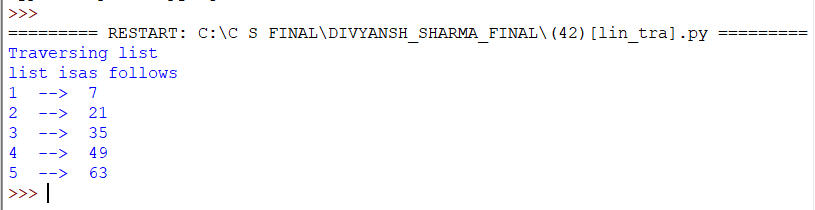 >>>
========= RESTART: C:\C S FINAL\DIVYANSH_SHARMA_FINAL\(42)[lin_tra].py =========
Traversing list
list isas follows
1  -->  7
2  -->  21
3  -->  35
4  -->  49
5  -->  63
>>>